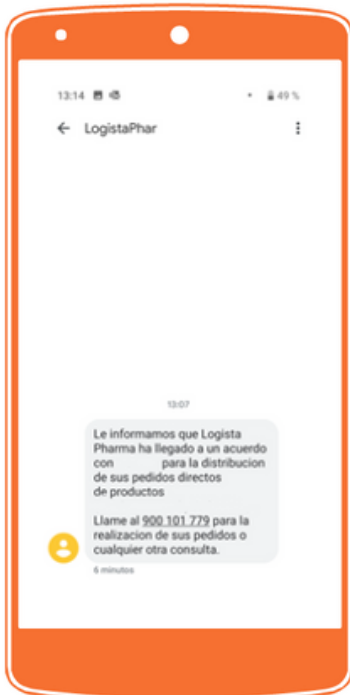 13:14 49 %
← LogistaPhar
13:07
Le informamos que Logista
Pharma ha llegado a un acuerdo
con para la distribucion
de sus pedidos directos
de productos
Llame al 900 101 779 para la
realizacion de sus pedidos o
cualquier otra consulta.
6 minutos